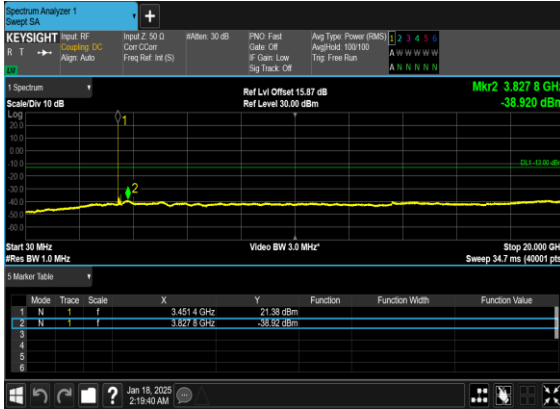 Spectrum Analyzer 1
Swept SA
+
KEYSIGHT
R T
Input: RF
Coupling: DC
Align: Auto
Input Z: 50 Ω
Corr CCorr
Freq Ref: Int (S)
#Atten: 30 dB
PNO: Fast
Gate: Off
IF Gain: Low
Sig Track: Off
Avg Type: Power (RMS)
Avg|Hold: 100/100
Trig: Free Run
1 2 3 4 5 6
A W W W W W
A N N N N N
1 Spectrum
Scale/Div 10 dB
Ref Lvl Offset 15.87 dB
Ref Level 30.00 dBm
Mkr2 3.827 8 GHz
-38.920 dBm
Log
20.0
10.0
0.00
-10.0
-20.0
-30.0
-40.0
-50.0
-60.0
1
2
DL1 -13.00 dBm
Start 30 MHz
#Res BW 1.0 MHz
Video BW 3.0 MHz*
Stop 20.000 GHz
Sweep 34.7 ms (40001 pts)
5 Marker Table
Mode Trace Scale X Y Function Function Width Function Value
1 N 1 f 3.451 4 GHz 21.38 dBm
2 N 1 f 3.827 8 GHz -38.92 dBm
3
4
5
6
?
Jan 18, 2025
2:19:40 AM